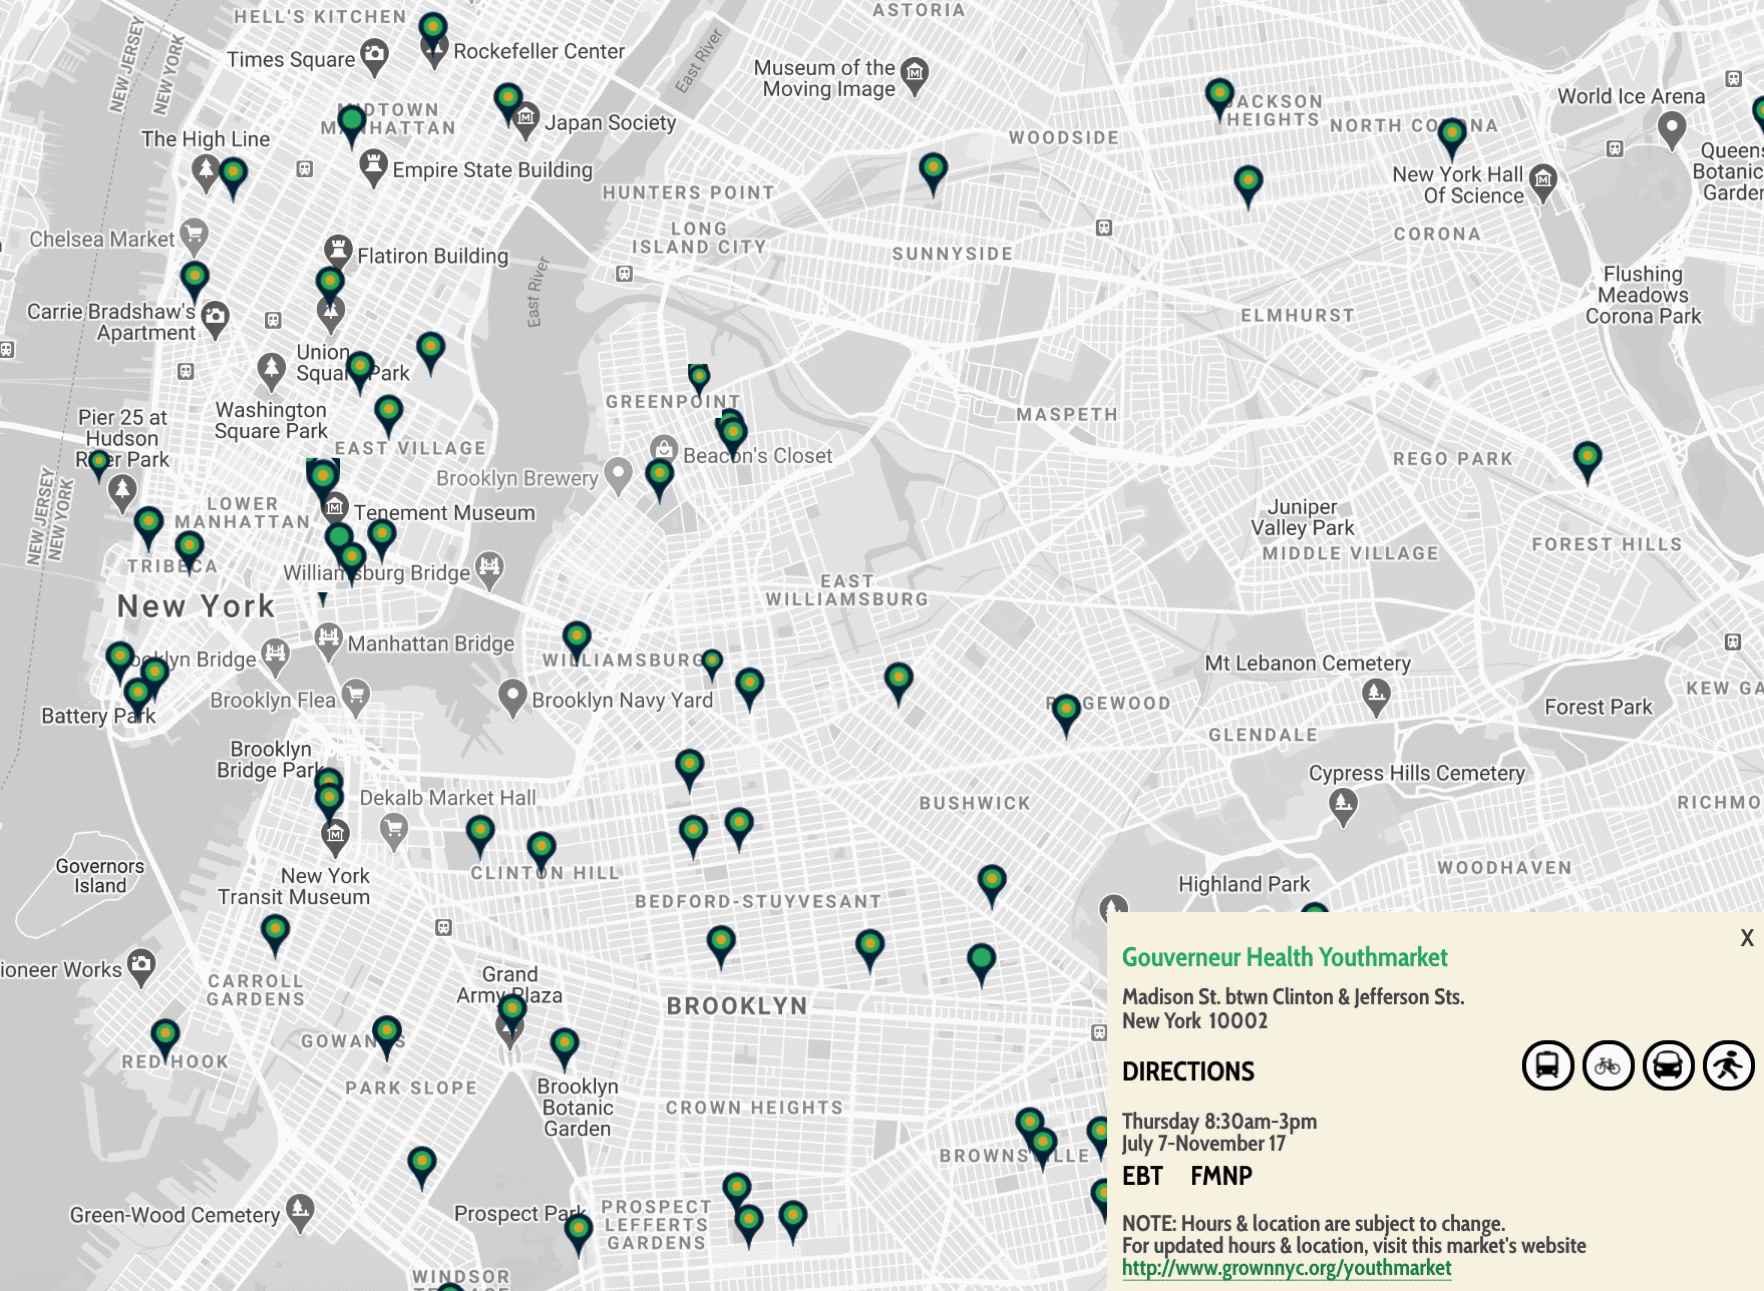 HELL'S KITCHEN
ASTORIA
Times Square
Rockefeller Center
East River
NEW JERSEY
NEW YORK
Museum of the
Moving Image
World Ice Arena
MIDTOWN
MANHATTAN
Japan Society
JACKSON
HEIGHTS
NORTH CORONA
The High Line
WOODSIDE
Empire State Building
New York Hall
Of Science
Queens
Botanic
Garden
HUNTERS POINT
Chelsea Market
LONG
ISLAND CITY
CORONA
Flatiron Building
SUNNYSIDE
East River
Flushing
Meadows
Corona Park
Carrie Bradshaw's
Apartment
ELMHURST
Union
Square Park
GREENPOINT
Washington
Square Park
MASPETH
Pier 25 at
Hudson
River Park
EAST VILLAGE
Beacon's Closet
REGO PARK
Brooklyn Brewery
NEW JERSEY
NEW YORK
LOWER
MANHATTAN
Tenement Museum
Juniper
Valley Park
MIDDLE VILLAGE
FOREST HILLS
TRIBECA
Williamsburg Bridge
EAST
WILLIAMSBURG
New York
Manhattan Bridge
Brooklyn Bridge
WILLIAMSBURG
Mt Lebanon Cemetery
Brooklyn Flea
Brooklyn Navy Yard
RIDGEWOOD
Forest Park
KEW GA
Battery Park
GLENDALE
Brooklyn
Bridge Park
Cypress Hills Cemetery
Dekalb Market Hall
BUSHWICK
RICHMO
Governors
Island
New York
Transit Museum
CLINTON HILL
WOODHAVEN
Highland Park
BEDFORD-STUYVESANT
ioneer Works
CARROLL
GARDENS
Grand
Army Plaza
BROOKLYN
RED HOOK
GOWANUS
PARK SLOPE
Brooklyn
Botanic
Garden
CROWN HEIGHTS
BROWNSVILLE
Green-Wood Cemetery
Prospect Park
PROSPECT
LEFFERTS
GARDENS
WINDSOR
TERRACE
X
Gouverneur Health Youthmarket
Madison St. btwn Clinton & Jefferson Sts.
New York 10002
DIRECTIONS
Thursday 8:30am-3pm
July 7-November 17
EBT FMNP
NOTE: Hours & location are subject to change.
For updated hours & location, visit this market's website
http://www.grownyc.org/youthmarket